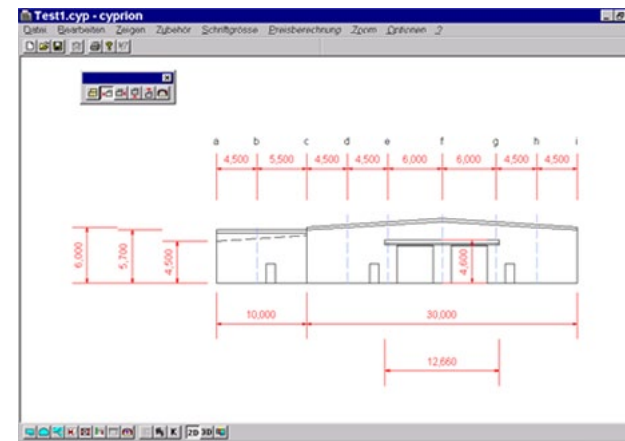 Test1.cyp - cyprion
Datei Bearbeiten Zeigen Zubehör Schriftgrösse Preisberechnung Zoom Optionen ?
a b c d e f g h i
4,500 5,500 4,500 4,500 6,000 6,000 4,500 4,500
6,000
5,700
4,500
4,600
10,000 30,000
12,660
K 2D 3D